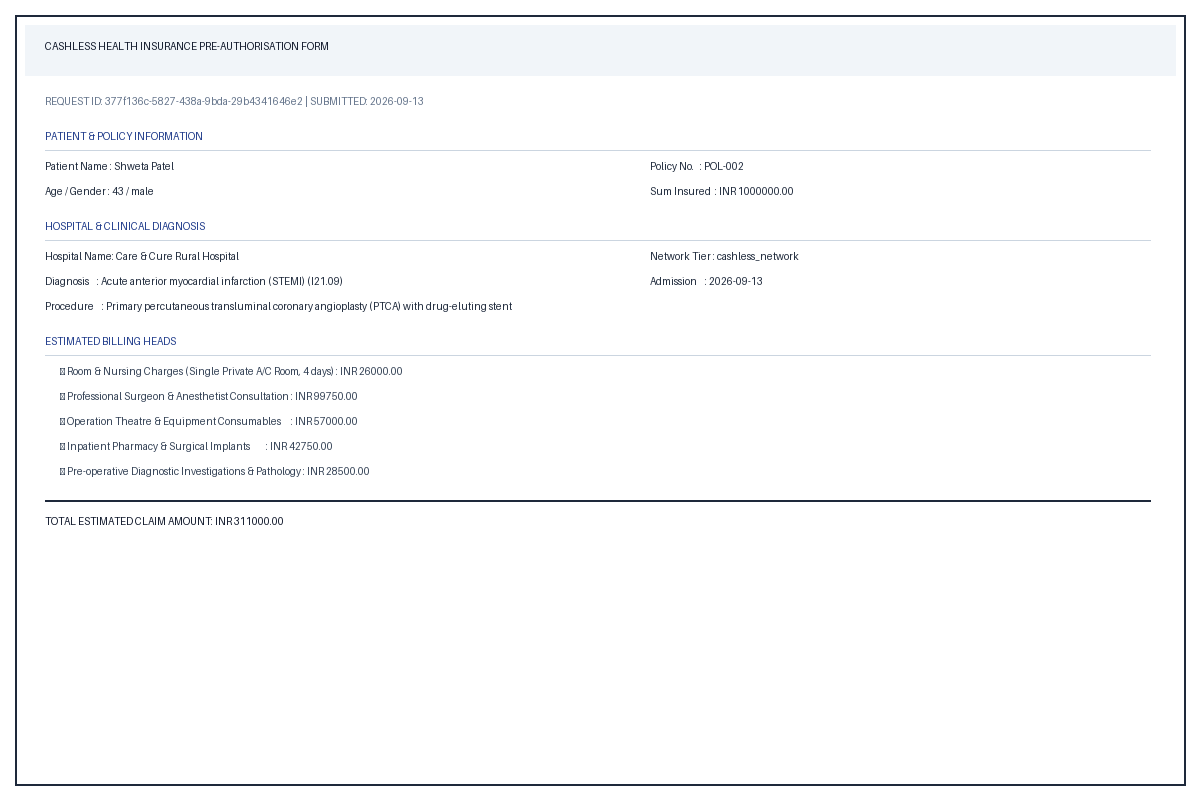 CASHLESS HEALTH INSURANCE PRE-AUTHORISATION FORM
REQUEST ID: 377f136c-5827-438a-9bda-29b4341646e2 | SUBMITTED: 2026-09-13
PATIENT & POLICY INFORMATION
Patient Name : Shweta Patel
Policy No. : POL-002
Age / Gender : 43 / male
Sum Insured : INR 1000000.00
HOSPITAL & CLINICAL DIAGNOSIS
Hospital Name: Care & Cure Rural Hospital
Network Tier : cashless_network
Diagnosis : Acute anterior myocardial infarction (STEMI) (I21.09)
Admission : 2026-09-13
Procedure : Primary percutaneous transluminal coronary angioplasty (PTCA) with drug-eluting stent
ESTIMATED BILLING HEADS
Room & Nursing Charges (Single Private A/C Room, 4 days) : INR 26000.00
Professional Surgeon & Anesthetist Consultation : INR 99750.00
Operation Theatre & Equipment Consumables : INR 57000.00
Inpatient Pharmacy & Surgical Implants : INR 42750.00
Pre-operative Diagnostic Investigations & Pathology : INR 28500.00
TOTAL ESTIMATED CLAIM AMOUNT: INR 311000.00